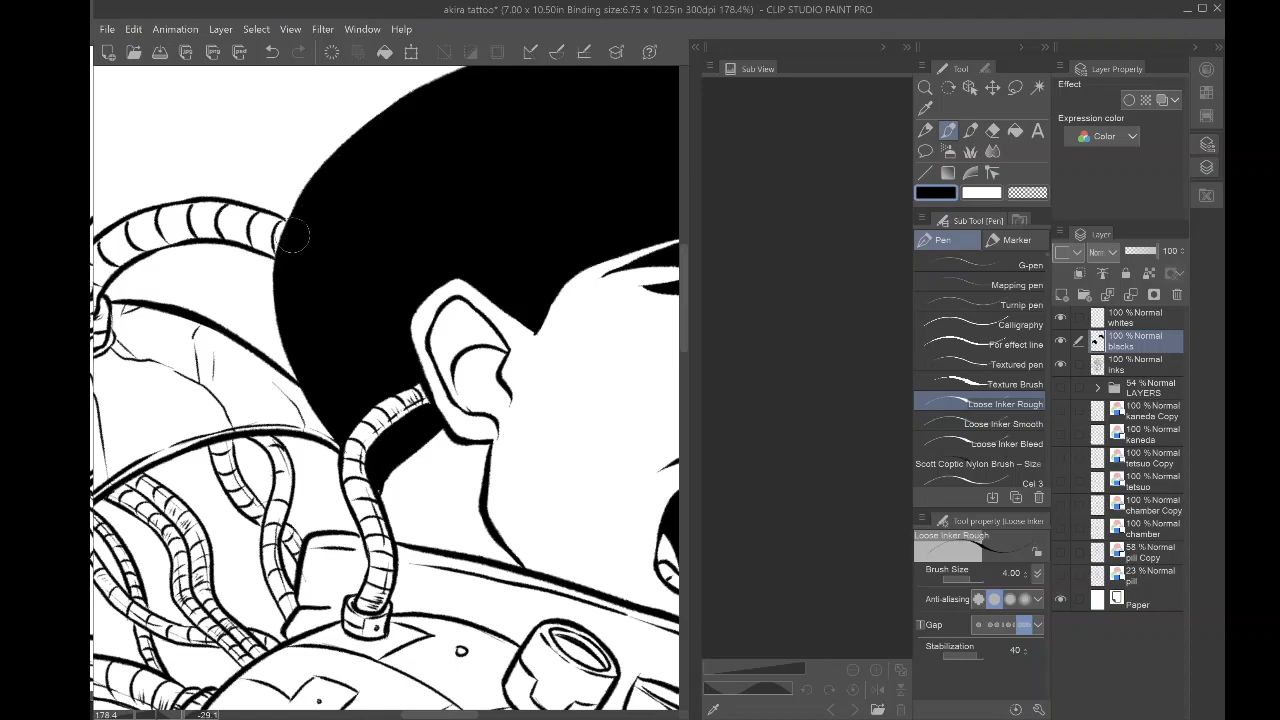 akira tattoo* (7.00 x 10.50in Binding size:6.75 x 10.25in 300dpi 178.4%) - CLIP STUDIO PAINT PRO
File Edit Animation Layer Select View Filter Window Help
Sub View
Tool
Layer Property
Effect
Expression color
Color
Sub Tool [Pen]
Pen
Marker
G-pen
Mapping pen
Turnip pen
Calligraphy
For effect line
Textured pen
Texture Brush
Loose Inker Rough
Loose Inker Smooth
Loose Inker Bleed
Scott Coptic Nylon Brush – Size
Cel 3
Tool property [Loose Inker
Loose Inker Rough
Brush Size 4.00
Anti-aliasing
Gap
Stabilization 40
Layer
Norn 100
100 %Normal
whites
100 %Normal
blacks
100 %Normal
inks
54 %Normal
LAYERS
100 %Normal
kaneda Copy
100 %Normal
kaneda
100 %Normal
tetsuo Copy
100 %Normal
tetsuo
100 %Normal
chamber Copy
100 %Normal
chamber
58 %Normal
pill Copy
23 %Normal
pill
Paper
178.4 -29.1